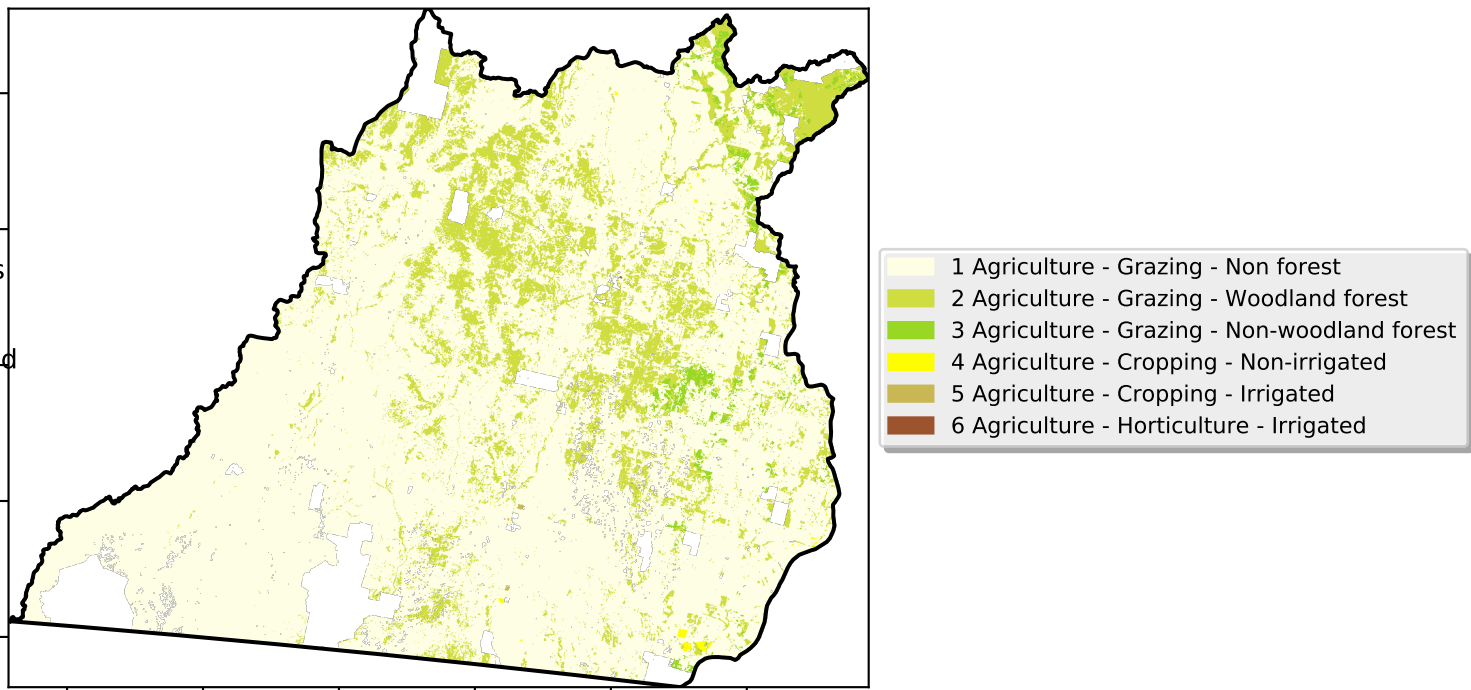 s
d
1 Agriculture - Grazing - Non forest
2 Agriculture - Grazing - Woodland forest
3 Agriculture - Grazing - Non-woodland forest
4 Agriculture - Cropping - Non-irrigated
5 Agriculture - Cropping - Irrigated
6 Agriculture - Horticulture - Irrigated